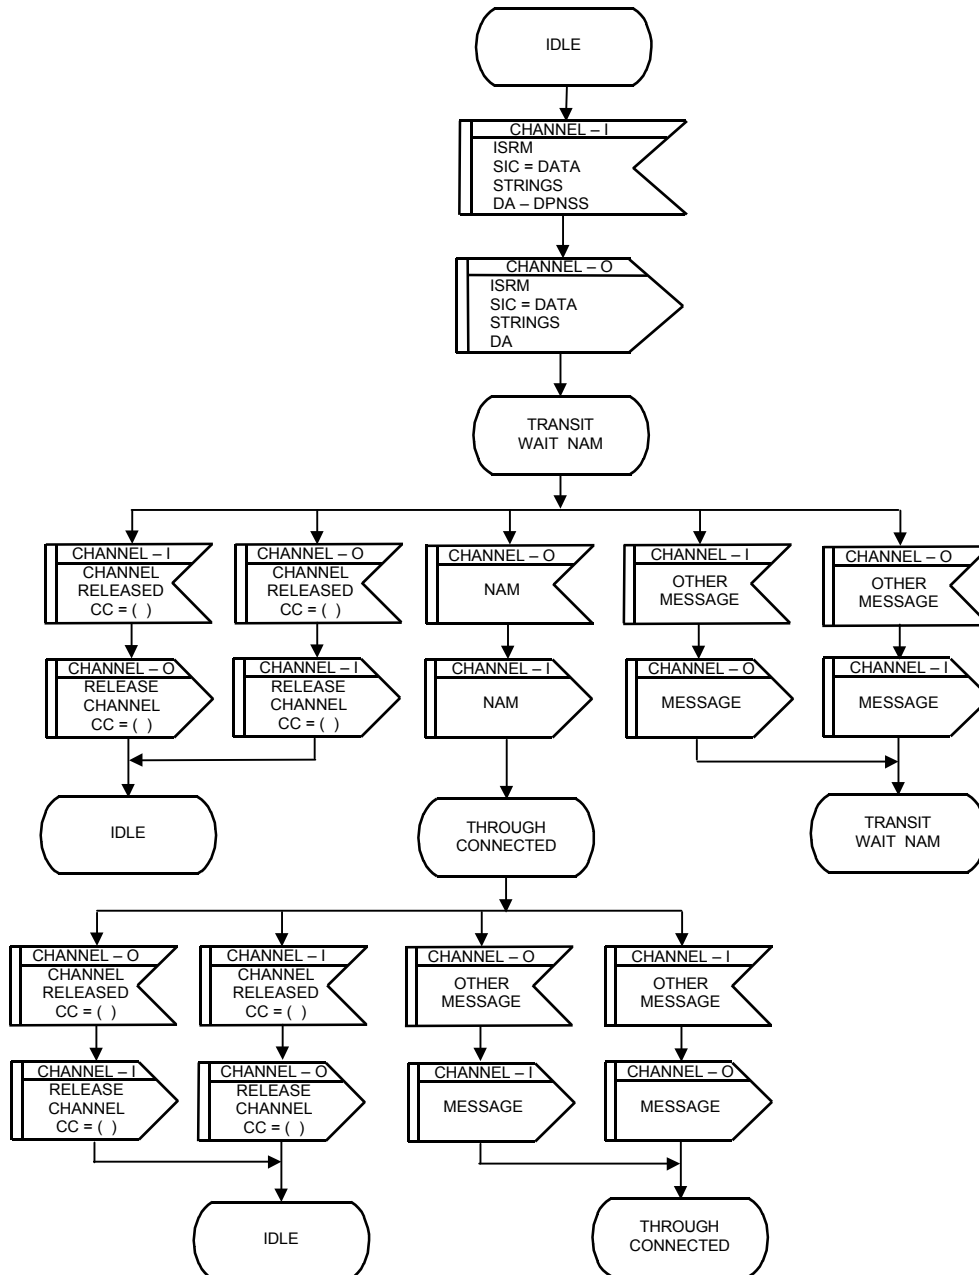 IDLE
CHANNEL – I
ISRM
SIC = DATA
STRINGS
DA – DPNSS
CHANNEL – O
ISRM
SIC = DATA
STRINGS
DA
TRANSIT
WAIT NAM
CHANNEL – I
CHANNEL
RELEASED
CC = ( )
CHANNEL – O
CHANNEL
RELEASED
CC = ( )
CHANNEL – O
NAM
CHANNEL – I
OTHER
MESSAGE
CHANNEL – O
OTHER
MESSAGE
CHANNEL – O
RELEASE
CHANNEL
CC = ( )
CHANNEL – I
RELEASE
CHANNEL
CC = ( )
CHANNEL – I
NAM
CHANNEL – O
MESSAGE
CHANNEL – I
MESSAGE
IDLE
THROUGH
CONNECTED
TRANSIT
WAIT NAM
CHANNEL – O
CHANNEL
RELEASED
CC = ( )
CHANNEL – I
CHANNEL
RELEASED
CC = ( )
CHANNEL – O
OTHER
MESSAGE
CHANNEL – I
OTHER
MESSAGE
CHANNEL – I
RELEASE
CHANNEL
CC = ( )
CHANNEL – O
RELEASE
CHANNEL
CC = ( )
CHANNEL – I
MESSAGE
CHANNEL – O
MESSAGE
IDLE
THROUGH
CONNECTED